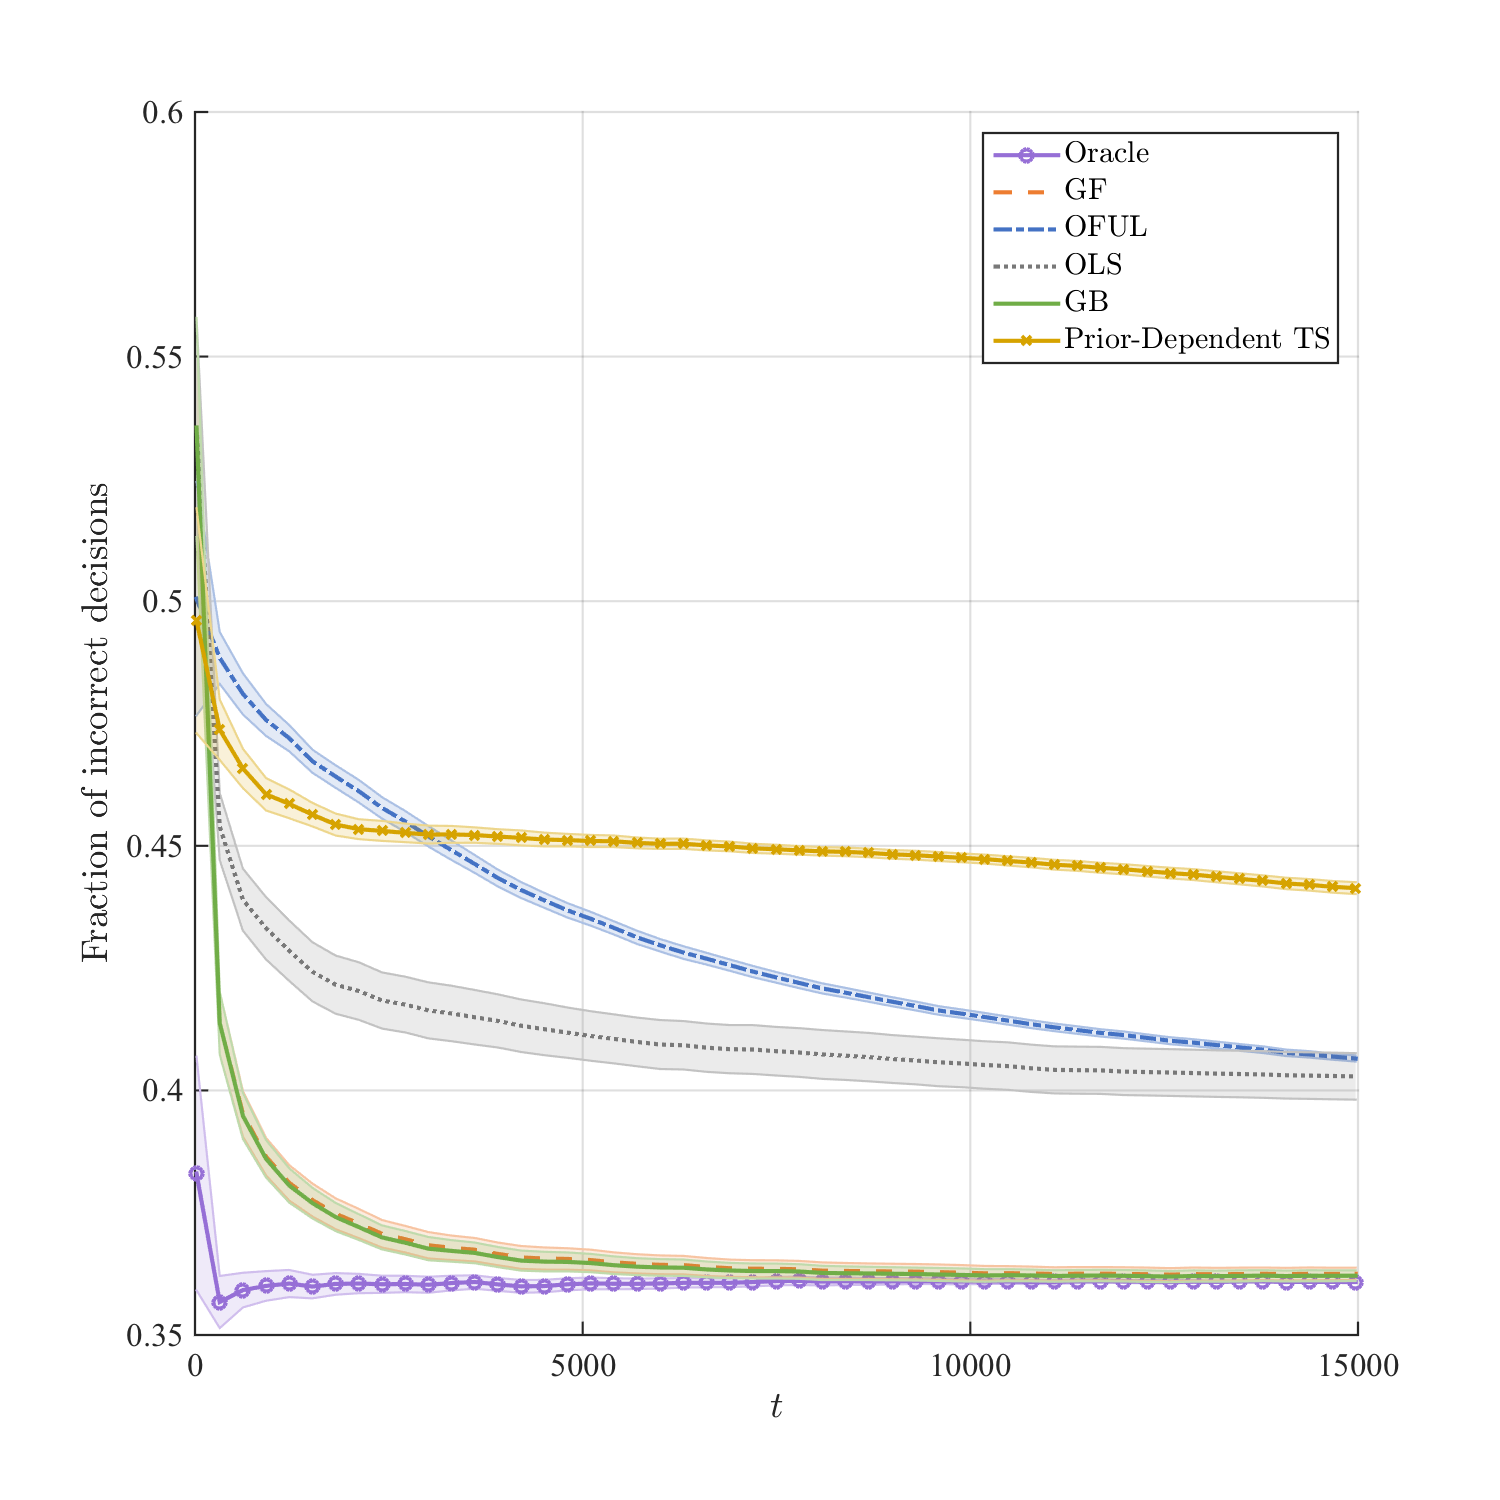 0.6
0.55
0.5
0.45
0.4
0.35
0
5000
10000
15000
t
Fraction of incorrect decisions
Oracle
GF
OFUL
OLS
GB
Prior-Dependent TS